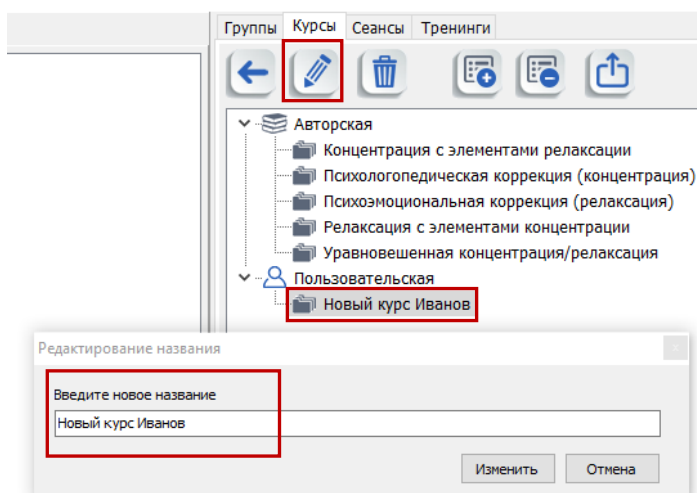 Группы Курсы Сеансы Тренинги
Авторская
Концентрация с элементами релаксации
Психологопедическая коррекция (концентрация)
Психоэмоциональная коррекция (релаксация)
Релаксация с элементами концентрации
Уравновешенная концентрация/релаксация
Пользовательская
Новый курс Иванов
Редактирование названия
Введите новое название
Новый курс Иванов
Изменить Отмена